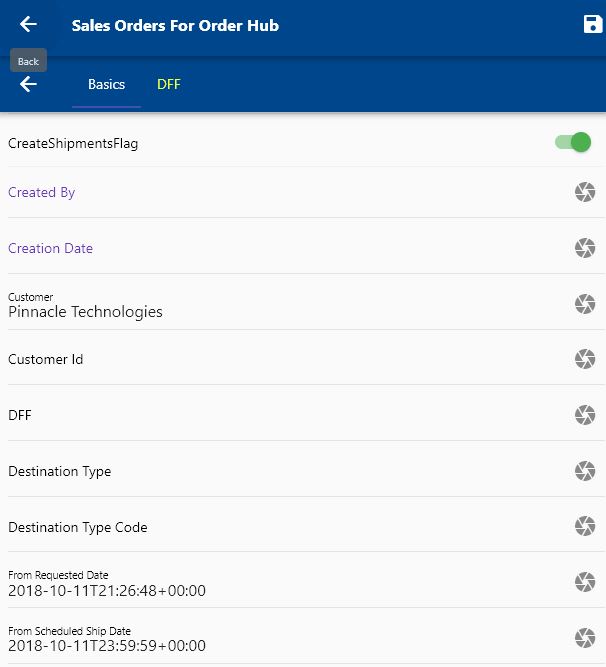 Sales Orders For Order Hub
Back
Basics DFF
CreateShipmentsFlag
Created By
Creation Date
Customer
Pinnacle Technologies
Customer Id
DFF
Destination Type
Destination Type Code
From Requested Date
2018-10-11T21:26:48+00:00
From Scheduled Ship Date
2018-10-11T23:59:59+00:00